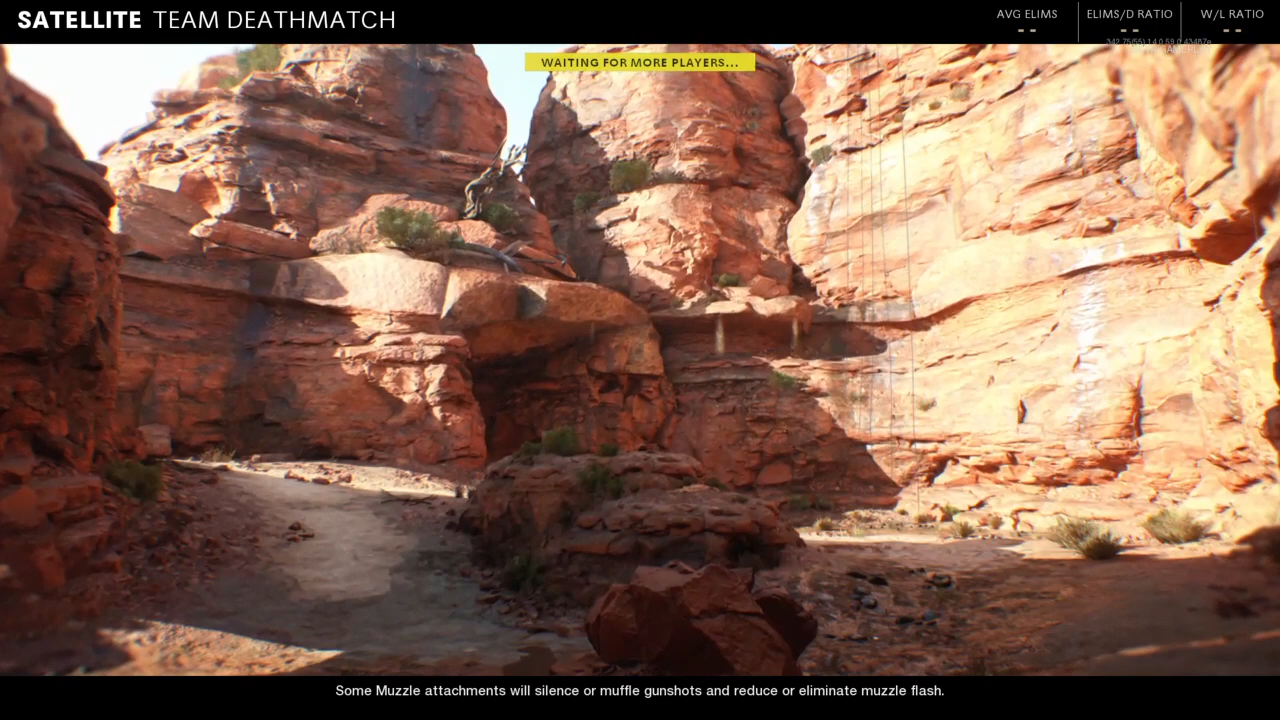 SATELLITE TEAM DEATHMATCH
AVG ELIMS
ELIMS/D RATIO
W/L RATIO
--
--
--
WAITING FOR MORE PLAYERS...
Some Muzzle attachments will silence or muffle gunshots and reduce or eliminate muzzle flash.